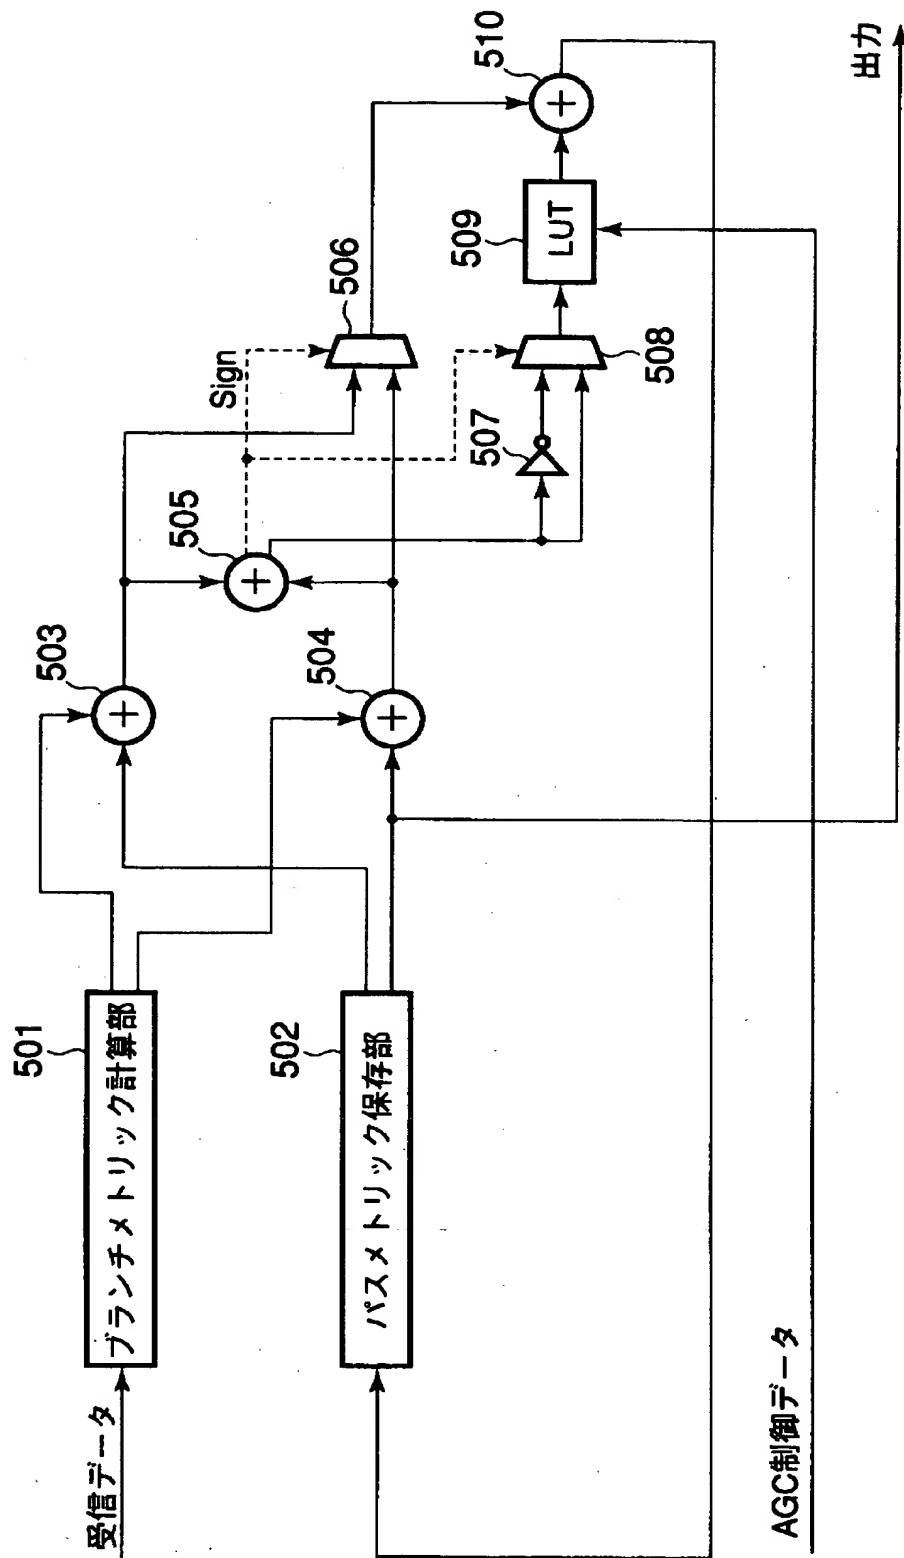 受信データ
501
ブランチメトリック計算部
502
パスメトリック保存部
503
+
504
+
505
+
Sign
506
507
508
509
LUT
510
+
AGC制御データ
出力